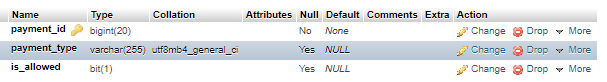 Name Type Collation Attributes Null Default Comments Extra Action
payment_id bigint(20) No None Change Drop More
payment_type varchar(255) utf8mb4_general_ci Yes NULL Change Drop More
is_allowed bit(1) Yes NULL Change Drop More